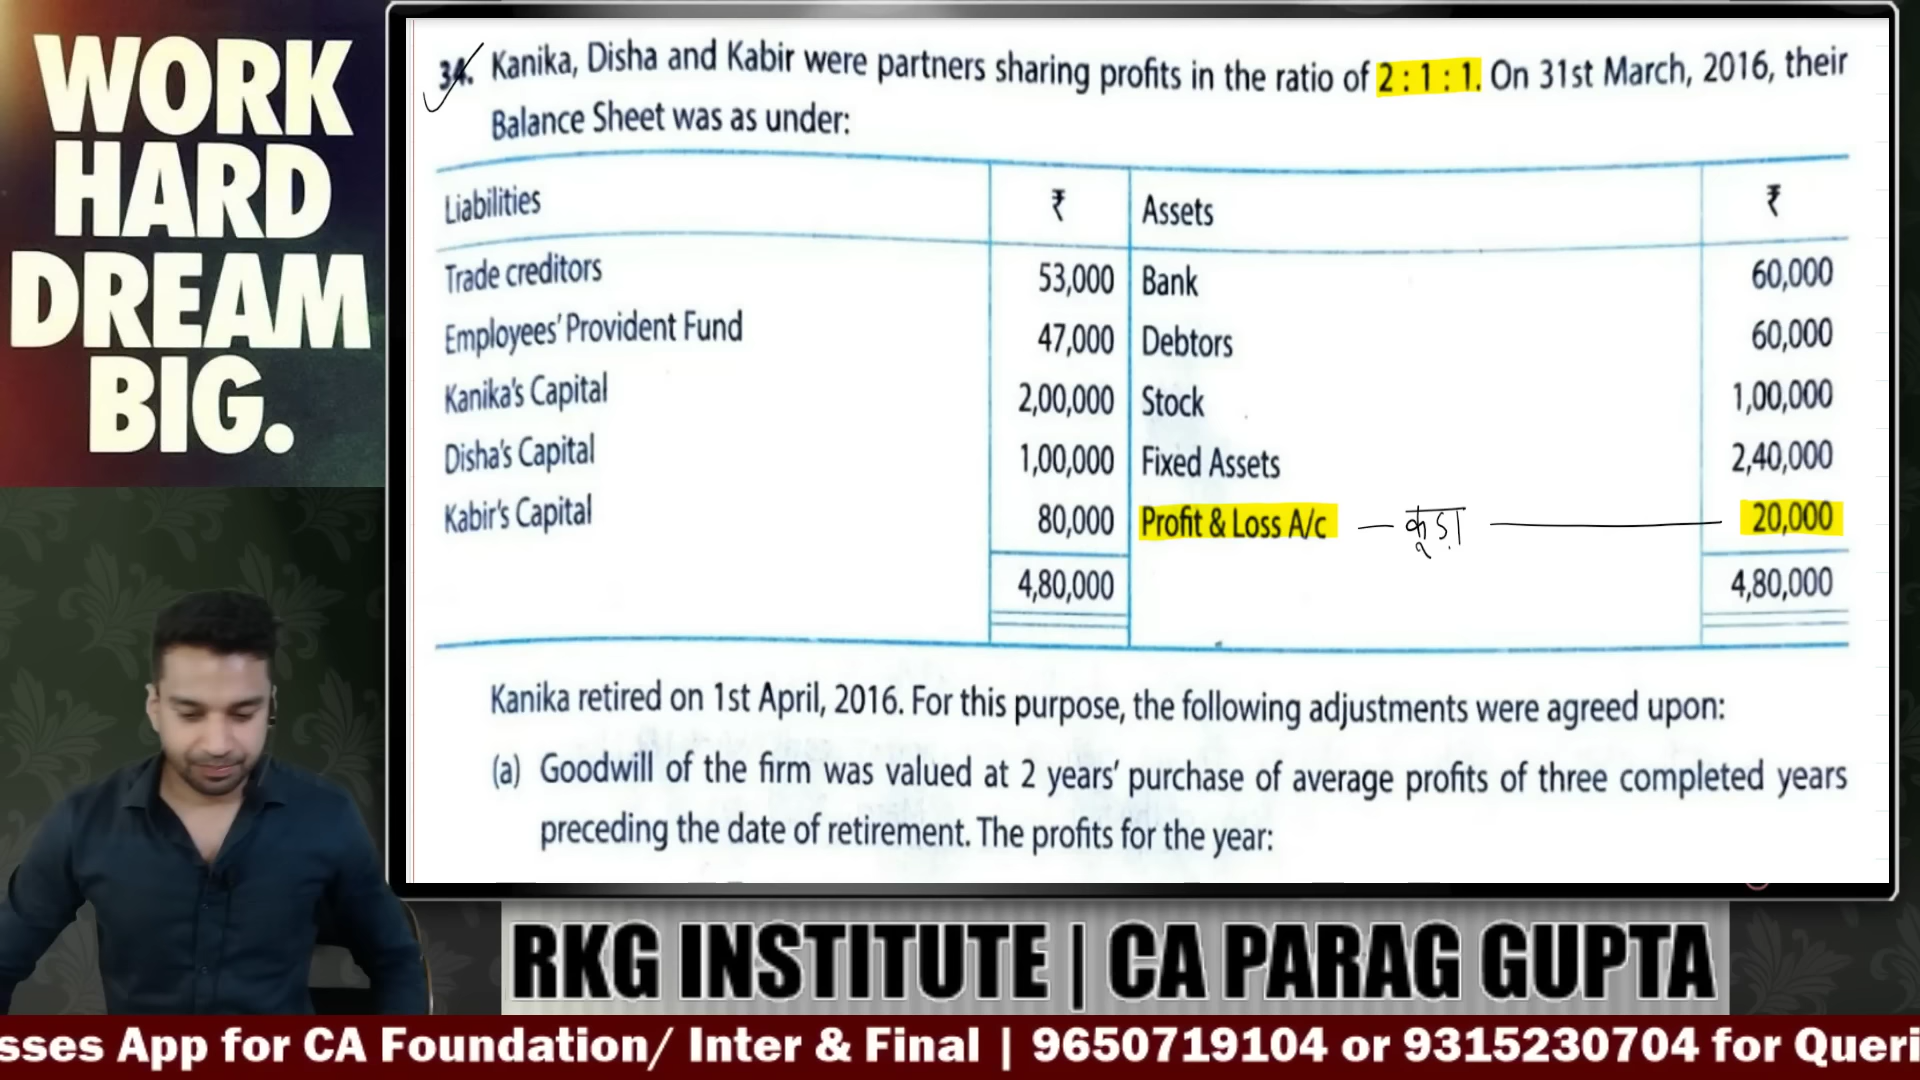 WORK
HARD
DREAM
BIG.
34. Kanika, Disha and Kabir were partners sharing profits in the ratio of 2 : 1 : 1. On 31st March, 2016, their
Balance Sheet was as under:
Liabilities ₹ Assets ₹
Trade creditors 53,000 Bank 60,000
Employees' Provident Fund 47,000 Debtors 60,000
Kanika's Capital 2,00,000 Stock 1,00,000
Disha's Capital 1,00,000 Fixed Assets 2,40,000
Kabir's Capital 80,000 Profit & Loss A/c — कूड़ा — 20,000
4,80,000 4,80,000
Kanika retired on 1st April, 2016. For this purpose, the following adjustments were agreed upon:
(a) Goodwill of the firm was valued at 2 years' purchase of average profits of three completed years
preceding the date of retirement. The profits for the year:
RKG INSTITUTE | CA PARAG GUPTA
sses App for CA Foundation/ Inter & Final | 9650719104 or 9315230704 for Queri